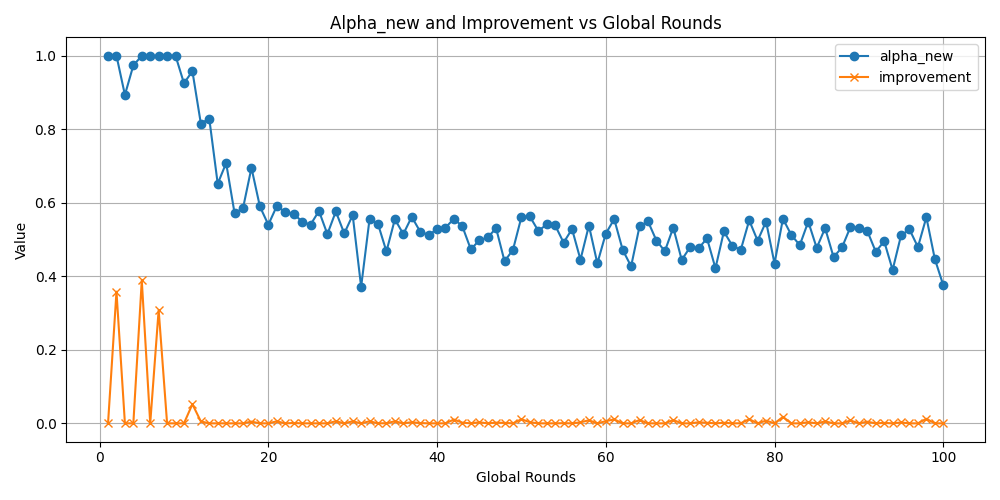 Alpha_new and Improvement vs Global Rounds
alpha_new
improvement
Value
1.0
0.8
0.6
0.4
0.2
0.0
0 20 40 60 80 100
Global Rounds